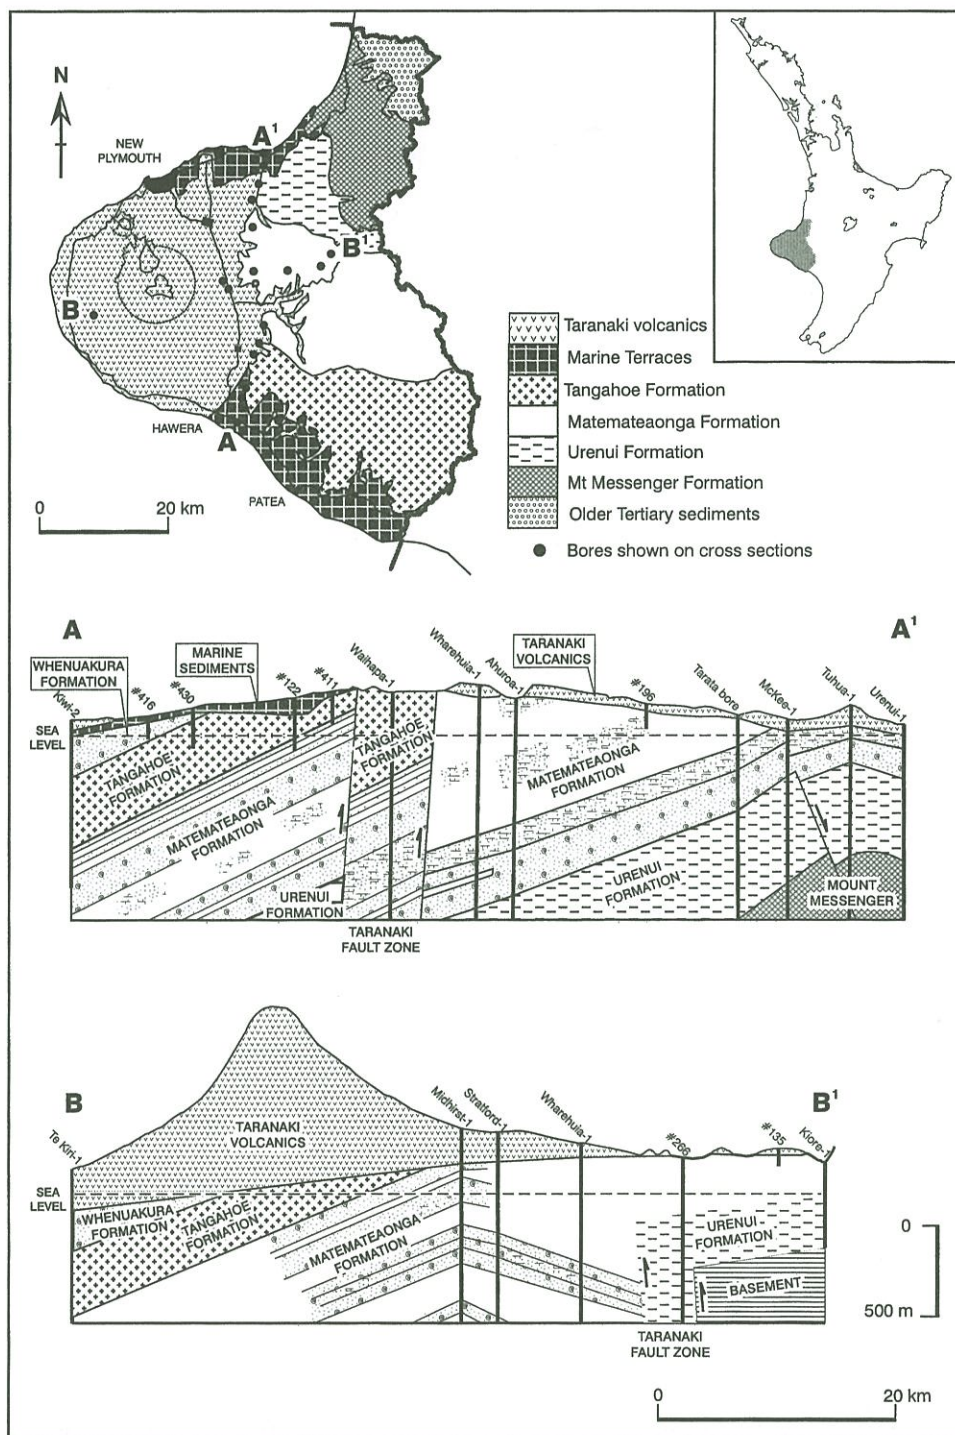 N
NEW
PLYMOUTH
A¹
B¹
B
HAWERA
A
PATEA
0 20 km
Taranaki volcanics
Marine Terraces
Tangahoe Formation
Matemateaonga Formation
Urenui Formation
Mt Messenger Formation
Older Tertiary sediments
Bores shown on cross sections
A
A¹
WHENUAKURA
FORMATION
MARINE
SEDIMENTS
TARANAKI
VOLCANICS
Kiwi-2
#416
#430
#122
#411
Waihapa-1
Wharehuia-1
Ahuroa-1
#196
Tarata bore
McKee-1
Tuhua-1
Urenui-1
SEA
LEVEL
TANGAHOE
FORMATION
TANGAHOE
FORMATION
MATEMATEAONGA
FORMATION
MATEMATEAONGA
FORMATION
URENUI
FORMATION
URENUI
FORMATION
MOUNT
MESSENGER
TARANAKI
FAULT ZONE
B
B¹
Te Kiri-1
TARANAKI
VOLCANICS
Midhirst-1
Stratford-1
Wharehuia-1
#266
#135
Kiore-1
SEA
LEVEL
WHENUAKURA
FORMATION
TANGAHOE
FORMATION
MATEMATEAONGA
FORMATION
URENUI
FORMATION
BASEMENT
0
500 m
TARANAKI
FAULT ZONE
0 20 km